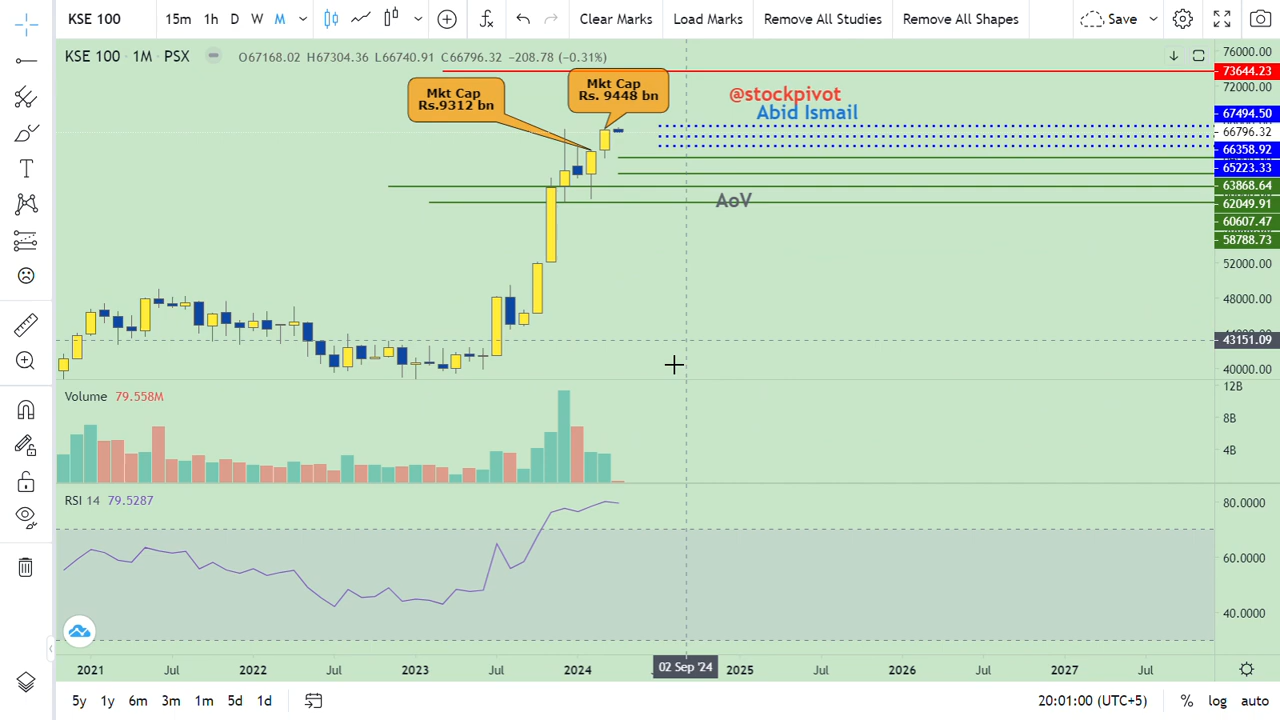 KSE 100
15m
1h
D
W
M
Clear Marks
Load Marks
Remove All Studies
Remove All Shapes
Save
KSE 100 · 1M · PSX
O67168.02 H67304.36 L66740.91 C66796.32 −208.78 (−0.31%)
Mkt Cap
Rs.9312 bn
Mkt Cap
Rs. 9448 bn
@stockpivot
Abid Ismail
AoV
76000.00
73644.23
72000.00
67494.50
66796.32
66358.92
65223.33
63868.64
62049.91
60607.47
58788.73
52000.00
48000.00
43151.09
40000.00
Volume 79.558M
12B
8B
4B
RSI 14 79.5287
80.0000
60.0000
40.0000
2021
Jul
2022
Jul
2023
Jul
2024
02 Sep '24
2025
Jul
2026
Jul
2027
Jul
5y
1y
6m
3m
1m
5d
1d
20:01:00 (UTC+5)
%
log
auto